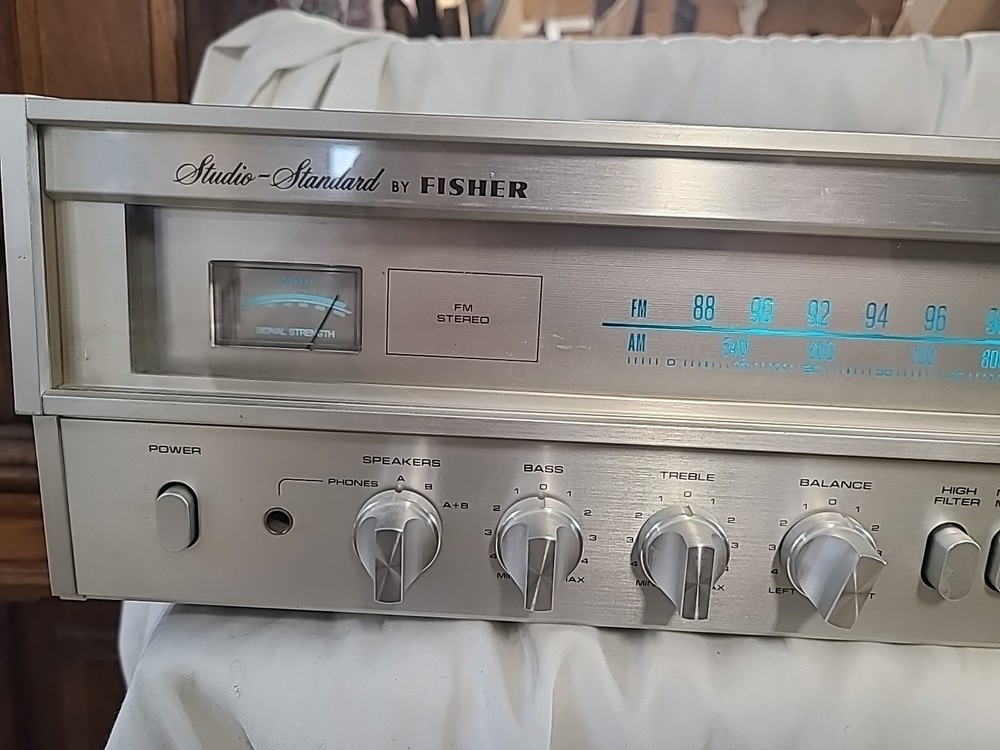 Studio-Standard BY FISHER
SIGNAL STRENGTH
FM
STEREO
FM 88 90 92 94 96
AM 540
POWER
PHONES
SPEAKERS
A B
A+B
BASS
1 0 1
2 2
3 3
4 4
TREBLE
1 0 1
2 2
3 3
4
BALANCE
1 0 1
2 2
3 3
4
LEFT
HIGH
FILTER